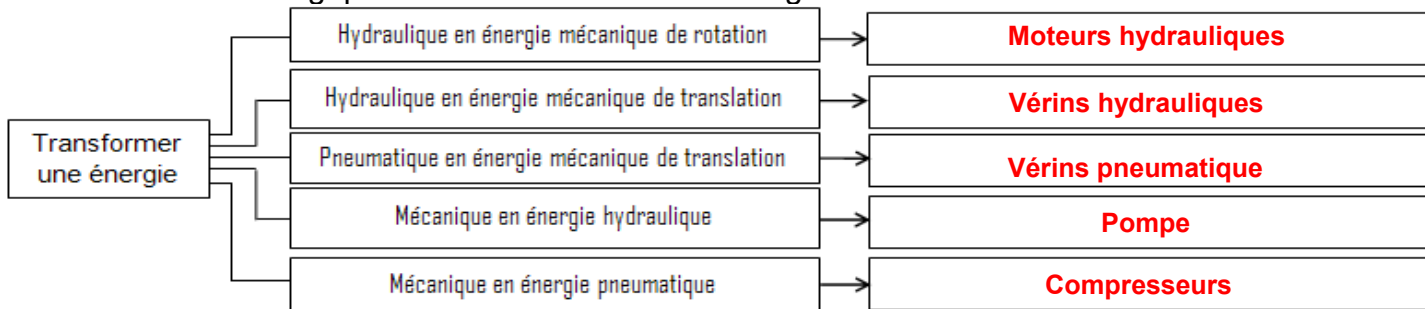 Hydraulique en énergie mécanique de rotation
Moteurs hydrauliques
Hydraulique en énergie mécanique de translation
Vérins hydrauliques
Transformer
une énergie
Pneumatique en énergie mécanique de translation
Vérins pneumatique
Mécanique en énergie hydraulique
Pompe
Mécanique en énergie pneumatique
Compresseurs